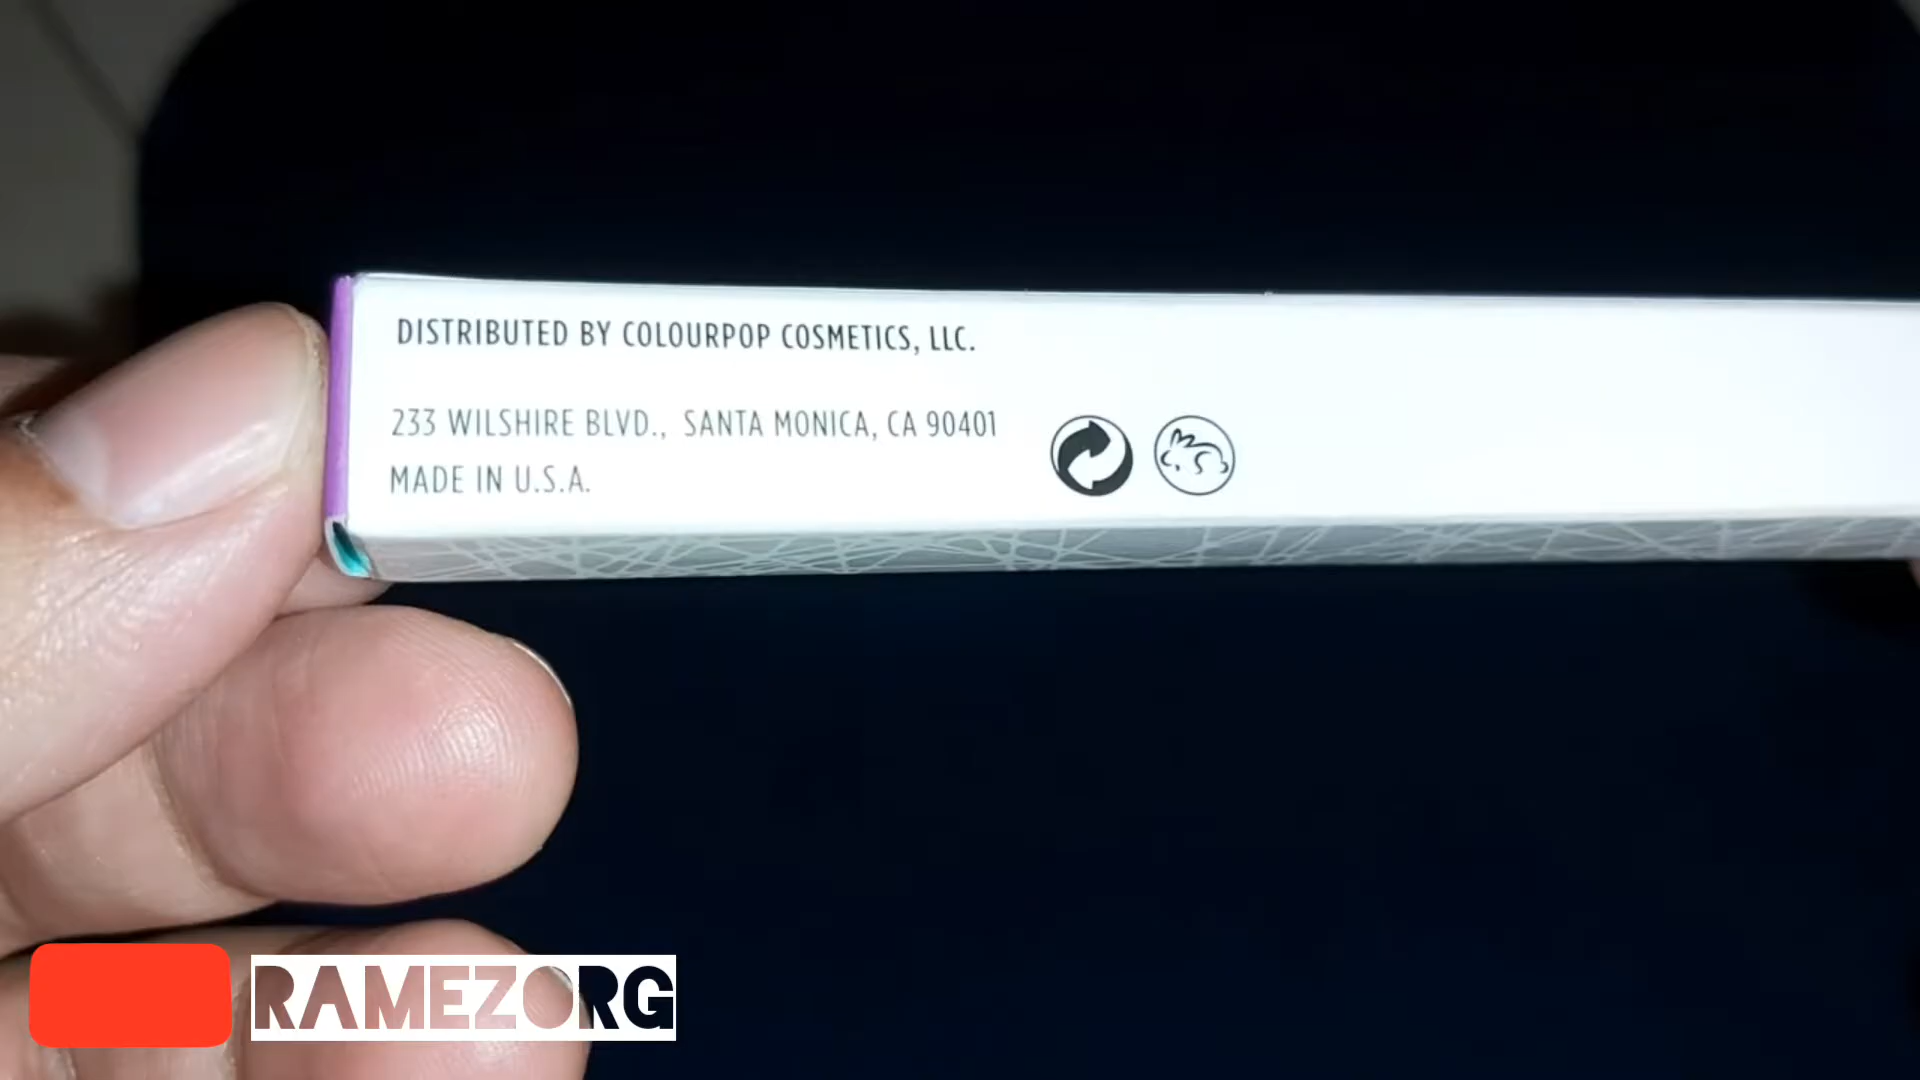 DISTRIBUTED BY COLOURPOP COSMETICS, LLC.
233 WILSHIRE BLVD., SANTA MONICA, CA 90401
MADE IN U.S.A.
RAMEZORG